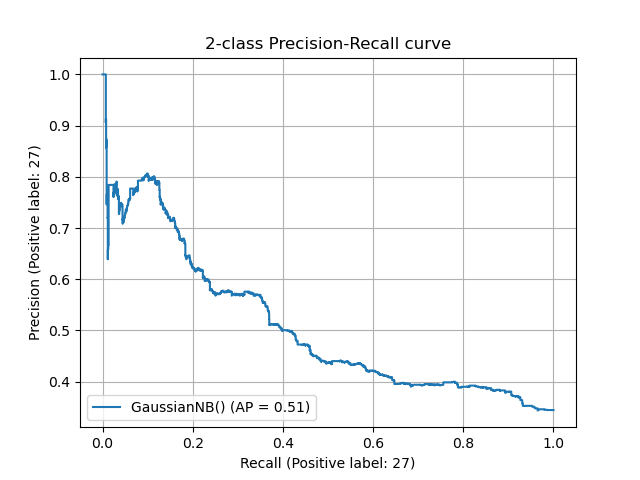 2-class Precision-Recall curve
1.0
0.9
0.8
0.7
0.6
0.5
0.4
Precision (Positive label: 27)
GaussianNB() (AP = 0.51)
0.0 0.2 0.4 0.6 0.8 1.0
Recall (Positive label: 27)